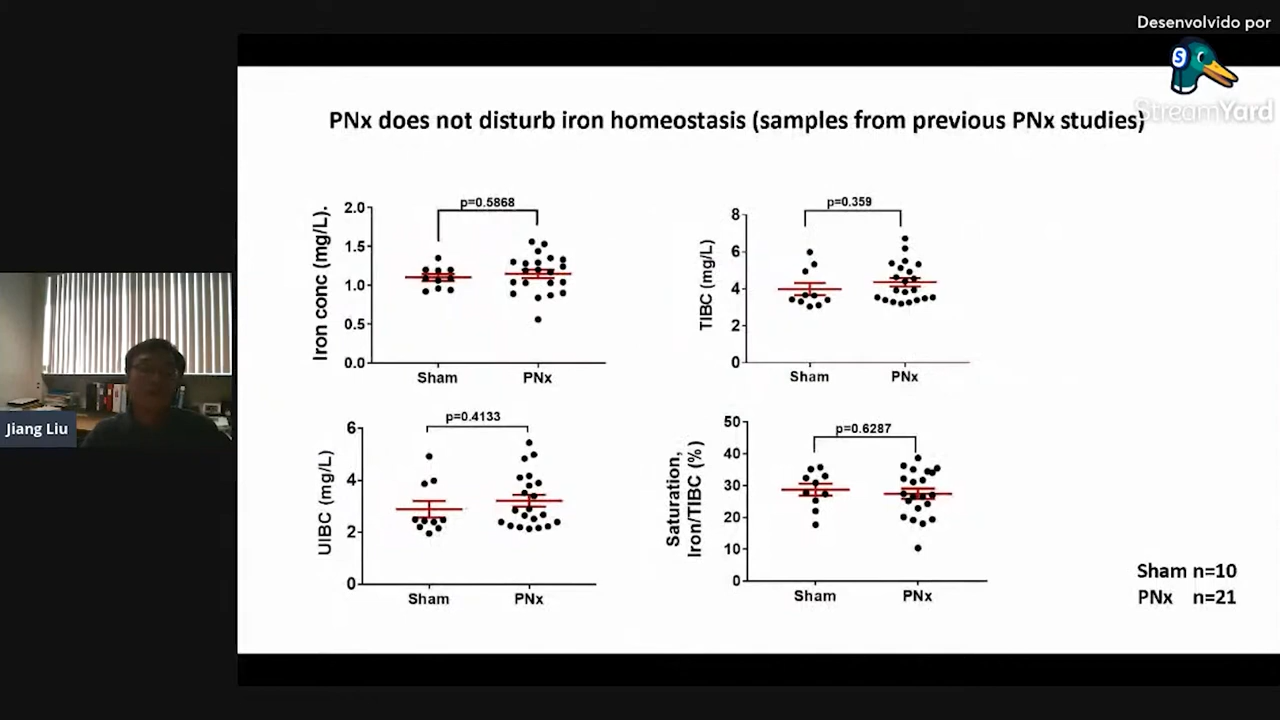 Desenvolvido por
StreamYard
PNx does not disturb iron homeostasis (samples from previous PNx studies)
Iron conc (mg/L).
2.0
1.5
1.0
0.5
0.0
p=0.5868
Sham
PNx
TIBC (mg/L)
8
6
4
2
0
p=0.359
Sham
PNx
UIBC (mg/L)
6
4
2
0
p=0.4133
Sham
PNx
Saturation,
Iron/TIBC (%)
50
40
30
20
10
0
p=0.6287
Sham
PNx
Sham n=10
PNx n=21
Jiang Liu